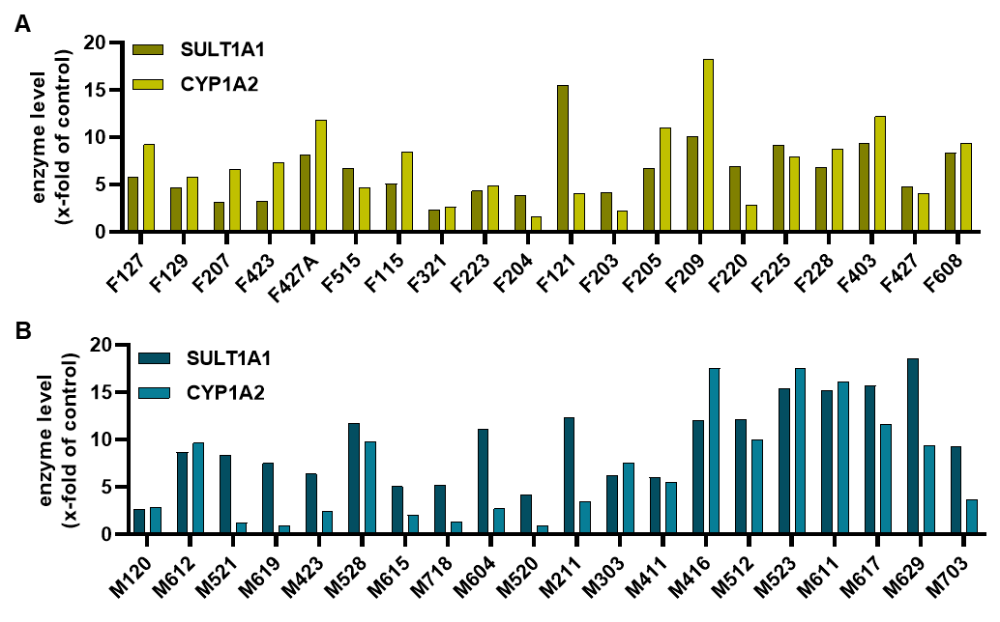 A
enzyme level
(x-fold of control)
20
15
10
5
0
SULT1A1
CYP1A2
F127 F129 F207 F423 F427A F515 F115 F321 F223 F204 F121 F203 F205 F209 F220 F225 F228 F403 F427 F608
B
enzyme level
(x-fold of control)
20
15
10
5
0
SULT1A1
CYP1A2
M120 M612 M521 M619 M423 M528 M615 M718 M604 M520 M211 M303 M411 M416 M512 M523 M611 M617 M629 M703